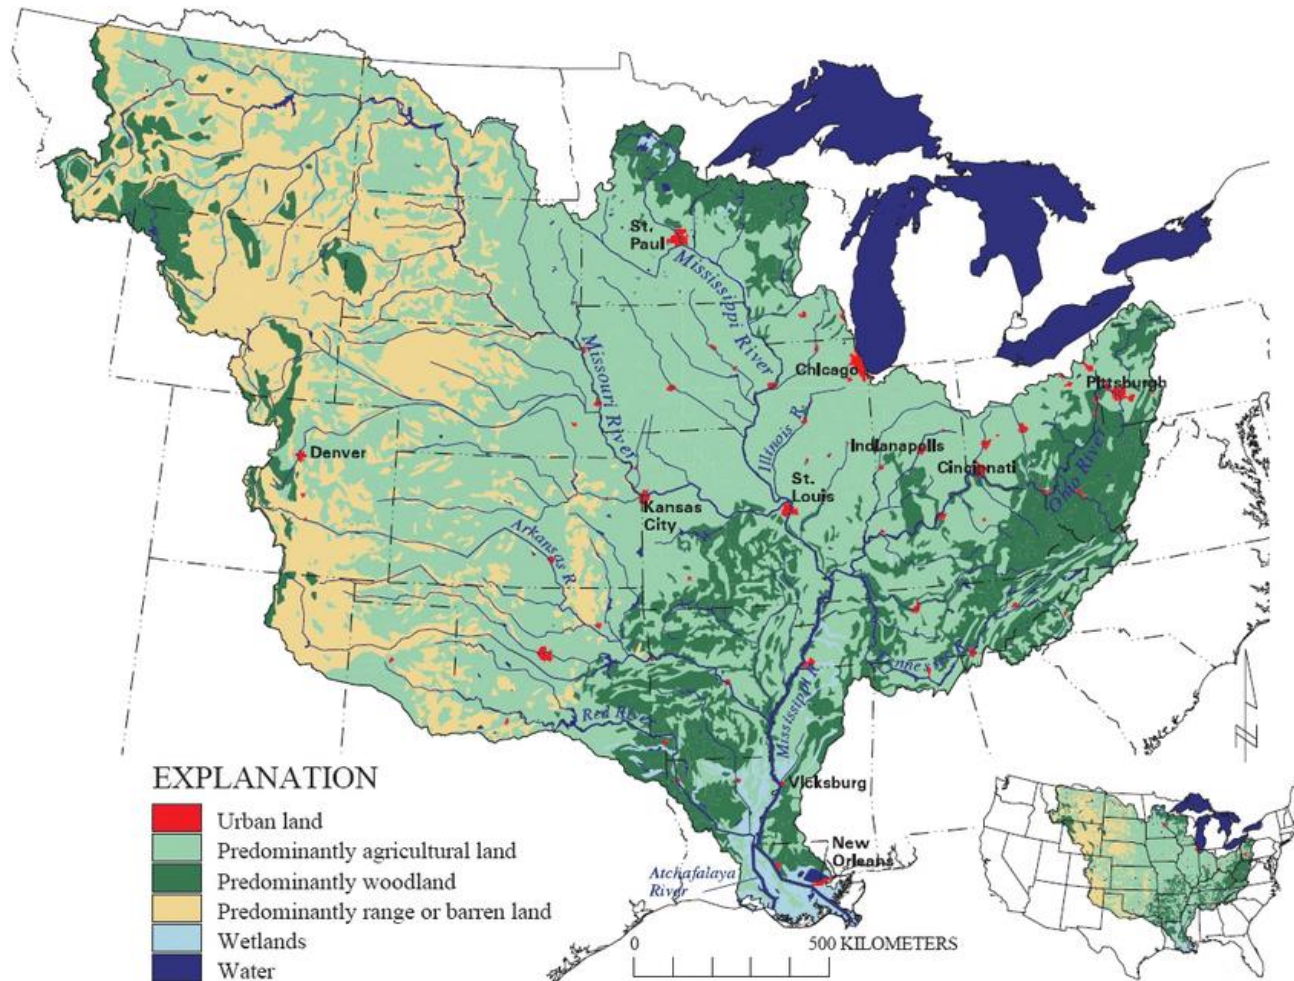 St.
Paul
Mississippi River
Missouri River
Chicago
Pittsburgh
Illinois R.
Indianapolis
Cincinnati
Ohio River
Denver
St.
Louis
Kansas
City
Arkansas R.
Tennessee R.
Mississippi R.
Red River
Vicksburg
New
Orleans
Atchafalaya
River
EXPLANATION
Urban land
Predominantly agricultural land
Predominantly woodland
Predominantly range or barren land
Wetlands
Water
0 500 KILOMETERS
N